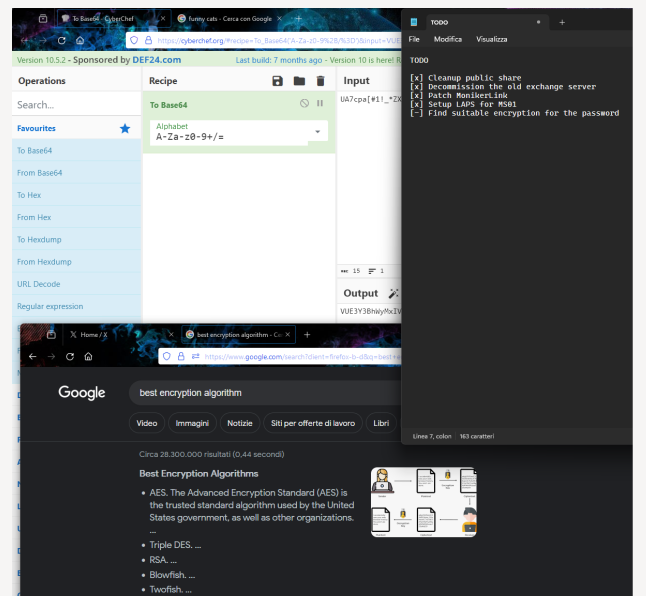 To Base64 - CyberChef
funny cats - Cerca con Google
https://cyberchef.org/#recipe=To_Base64('A-Za-z0-9%2B/%3D')&input=VUE
Version 10.5.2 - Sponsored by DEF24.com
Last build: 7 months ago - Version 10 is here! R
Operations
Recipe
Input
Search...
To Base64
UA7cpa[#1!_*ZX
Favourites
Alphabet
A-Za-z0-9+/=
To Base64
From Base64
To Hex
From Hex
To Hexdump
From Hexdump
URL Decode
Regular expression
15
1
Output
TODO
File
Modifica
Visualizza
TODO
[x] Cleanup public share
[x] Decommission the old exchange server
[x] Patch MonikerLink
[x] Setup LAPS for MS01
[~] Find suitable encryption for the password
Linea 7, colon
163 caratteri
Home / X
best encryption algorithm - Ce
https://www.google.com/search?client=firefox-b-d&q=best+e
Google
best encryption algorithm
Video
Immagini
Notizie
Siti per offerte di lavoro
Libri
Circa 28.300.000 risultati (0,44 secondi)
Best Encryption Algorithms
• AES. The Advanced Encryption Standard (AES) is
the trusted standard algorithm used by the United
States government, as well as other organizations.
...
• Triple DES. ...
• RSA. ...
• Blowfish. ...
• Twofish. ...